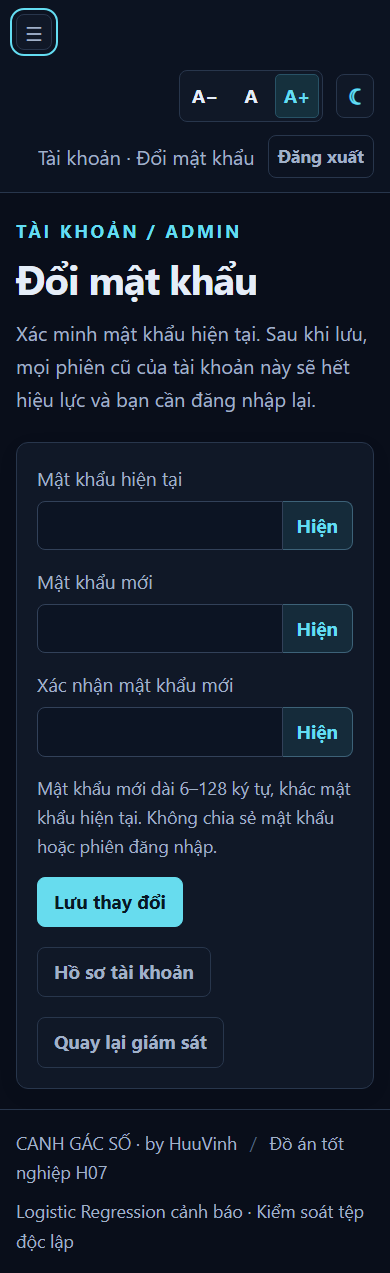 ☰
A− A A+ ☾
Tài khoản · Đổi mật khẩu Đăng xuất
TÀI KHOẢN / ADMIN
Đổi mật khẩu
Xác minh mật khẩu hiện tại. Sau khi lưu,
mọi phiên cũ của tài khoản này sẽ hết
hiệu lực và bạn cần đăng nhập lại.
Mật khẩu hiện tại
Hiện
Mật khẩu mới
Hiện
Xác nhận mật khẩu mới
Hiện
Mật khẩu mới dài 6–128 ký tự, khác mật
khẩu hiện tại. Không chia sẻ mật khẩu
hoặc phiên đăng nhập.
Lưu thay đổi
Hồ sơ tài khoản
Quay lại giám sát
CANH GÁC SỐ · by HuuVinh / Đồ án tốt
nghiệp H07
Logistic Regression cảnh báo · Kiểm soát tệp
độc lập